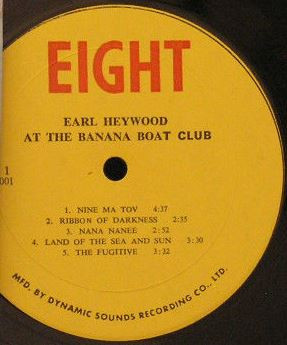 EIGHT
EARL HEYWOOD
AT THE BANANA BOAT CLUB
1
001
1. NINE MA TOV 4:37
2. RIBBON OF DARKNESS 2:35
3. NANA NANEE 2:52
4. LAND OF THE SEA AND SUN 3:30
5. THE FUGITIVE 3:32
MFD. BY DYNAMIC SOUNDS RECORDING CO., LTD.